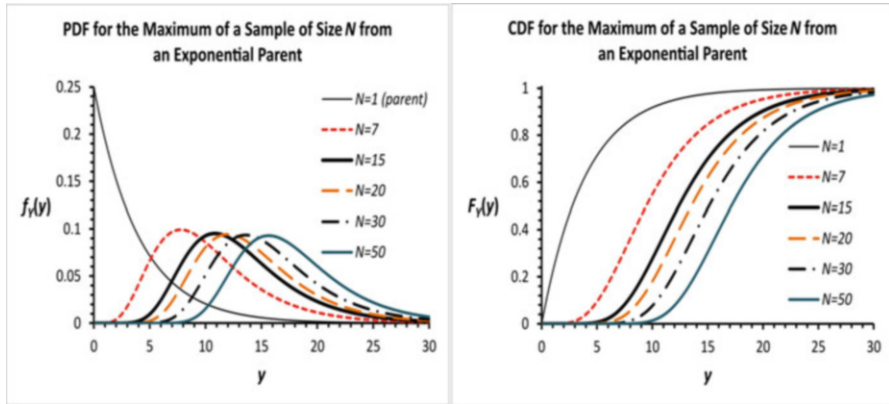 PDF for the Maximum of a Sample of Size N from
an Exponential Parent
0.25
0.2
0.15
0.1
0.05
0
fY(y)
N=1 (parent)
N=7
N=15
N=20
N=30
N=50
0 5 10 15 20 25 30
y
CDF for the Maximum of a Sample of Size N from
an Exponential Parent
1
0.8
0.6
0.4
0.2
0
FY(y)
N=1
N=7
N=15
N=20
N=30
N=50
0 5 10 15 20 25 30
y